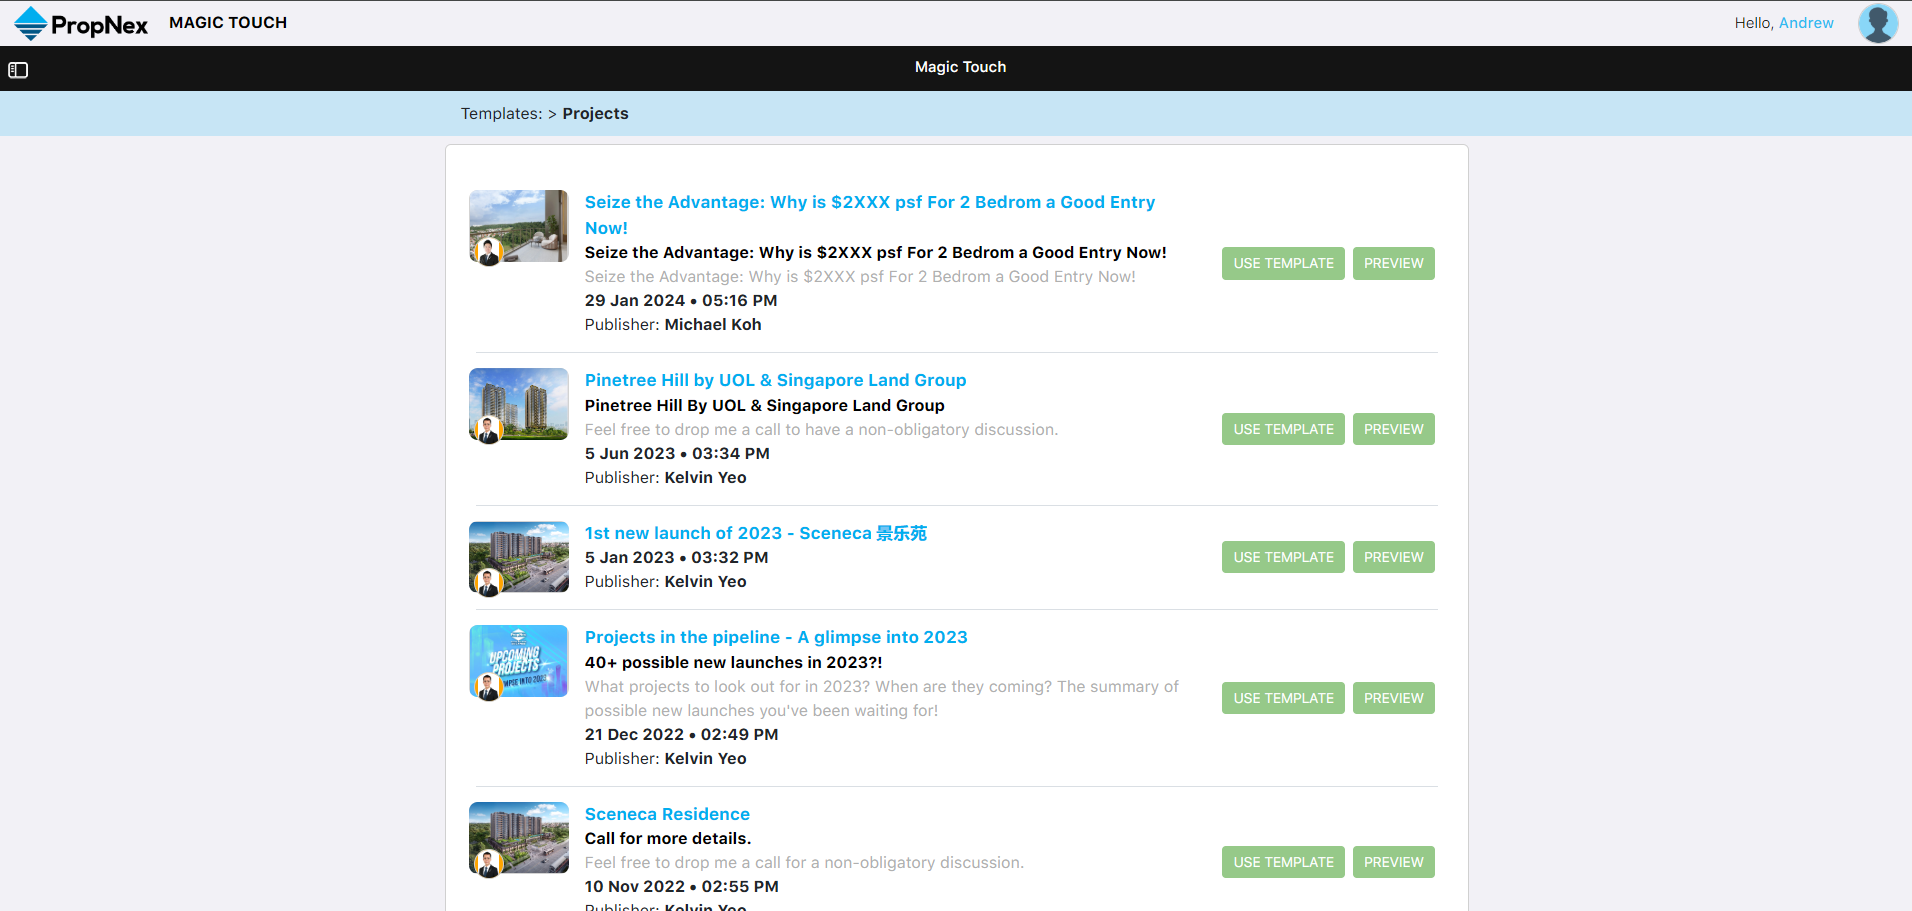 PropNex MAGIC TOUCH
Hello, Andrew
Magic Touch
Templates: > Projects
Seize the Advantage: Why is $2XXX psf For 2 Bedrom a Good Entry
Now!
Seize the Advantage: Why is $2XXX psf For 2 Bedrom a Good Entry Now!
Seize the Advantage: Why is $2XXX psf For 2 Bedrom a Good Entry Now!
29 Jan 2024 • 05:16 PM
Publisher: Michael Koh
USE TEMPLATE PREVIEW
Pinetree Hill by UOL & Singapore Land Group
Pinetree Hill By UOL & Singapore Land Group
Feel free to drop me a call to have a non-obligatory discussion.
5 Jun 2023 • 03:34 PM
Publisher: Kelvin Yeo
USE TEMPLATE PREVIEW
1st new launch of 2023 - Sceneca 景乐苑
5 Jan 2023 • 03:32 PM
Publisher: Kelvin Yeo
USE TEMPLATE PREVIEW
UPCOMING
PROJECTS
Projects in the pipeline - A glimpse into 2023
40+ possible new launches in 2023?!
What projects to look out for in 2023? When are they coming? The summary of
possible new launches you've been waiting for!
21 Dec 2022 • 02:49 PM
Publisher: Kelvin Yeo
USE TEMPLATE PREVIEW
Sceneca Residence
Call for more details.
Feel free to drop me a call for a non-obligatory discussion.
10 Nov 2022 • 02:55 PM
Publisher: Kelvin Yeo
USE TEMPLATE PREVIEW